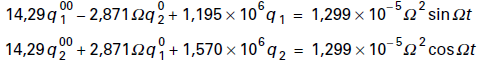 14,29 q₁⁰⁰ – 2,871 Ω q₂⁰ + 1,195 × 10⁶ q₁ = 1,299 × 10⁻⁵ Ω² sin Ωt
14,29 q₂⁰⁰ + 2,871 Ω q₁⁰ + 1,570 × 10⁶ q₂ = 1,299 × 10⁻⁵ Ω² cos Ωt